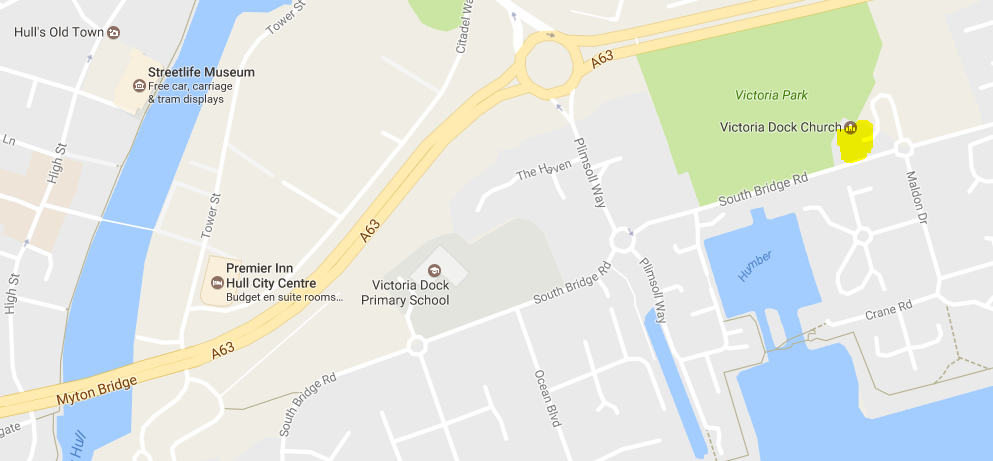 Tower St
Citadel Wa
Hull's Old Town
A63
Streetlife Museum
Free car, carriage
& tram displays
Victoria Park
Victoria Dock Church
Ln
High St
Plimsoll Way
The Haven
South Bridge Rd
Maldon Dr
Tower St
A63
Humber
Premier Inn
Hull City Centre
Budget en suite rooms...
Victoria Dock
Primary School
High St
South Bridge Rd
Plimsoll Way
Crane Rd
A63
Myton Bridge
South Bridge Rd
Ocean Blvd
gate
Hull